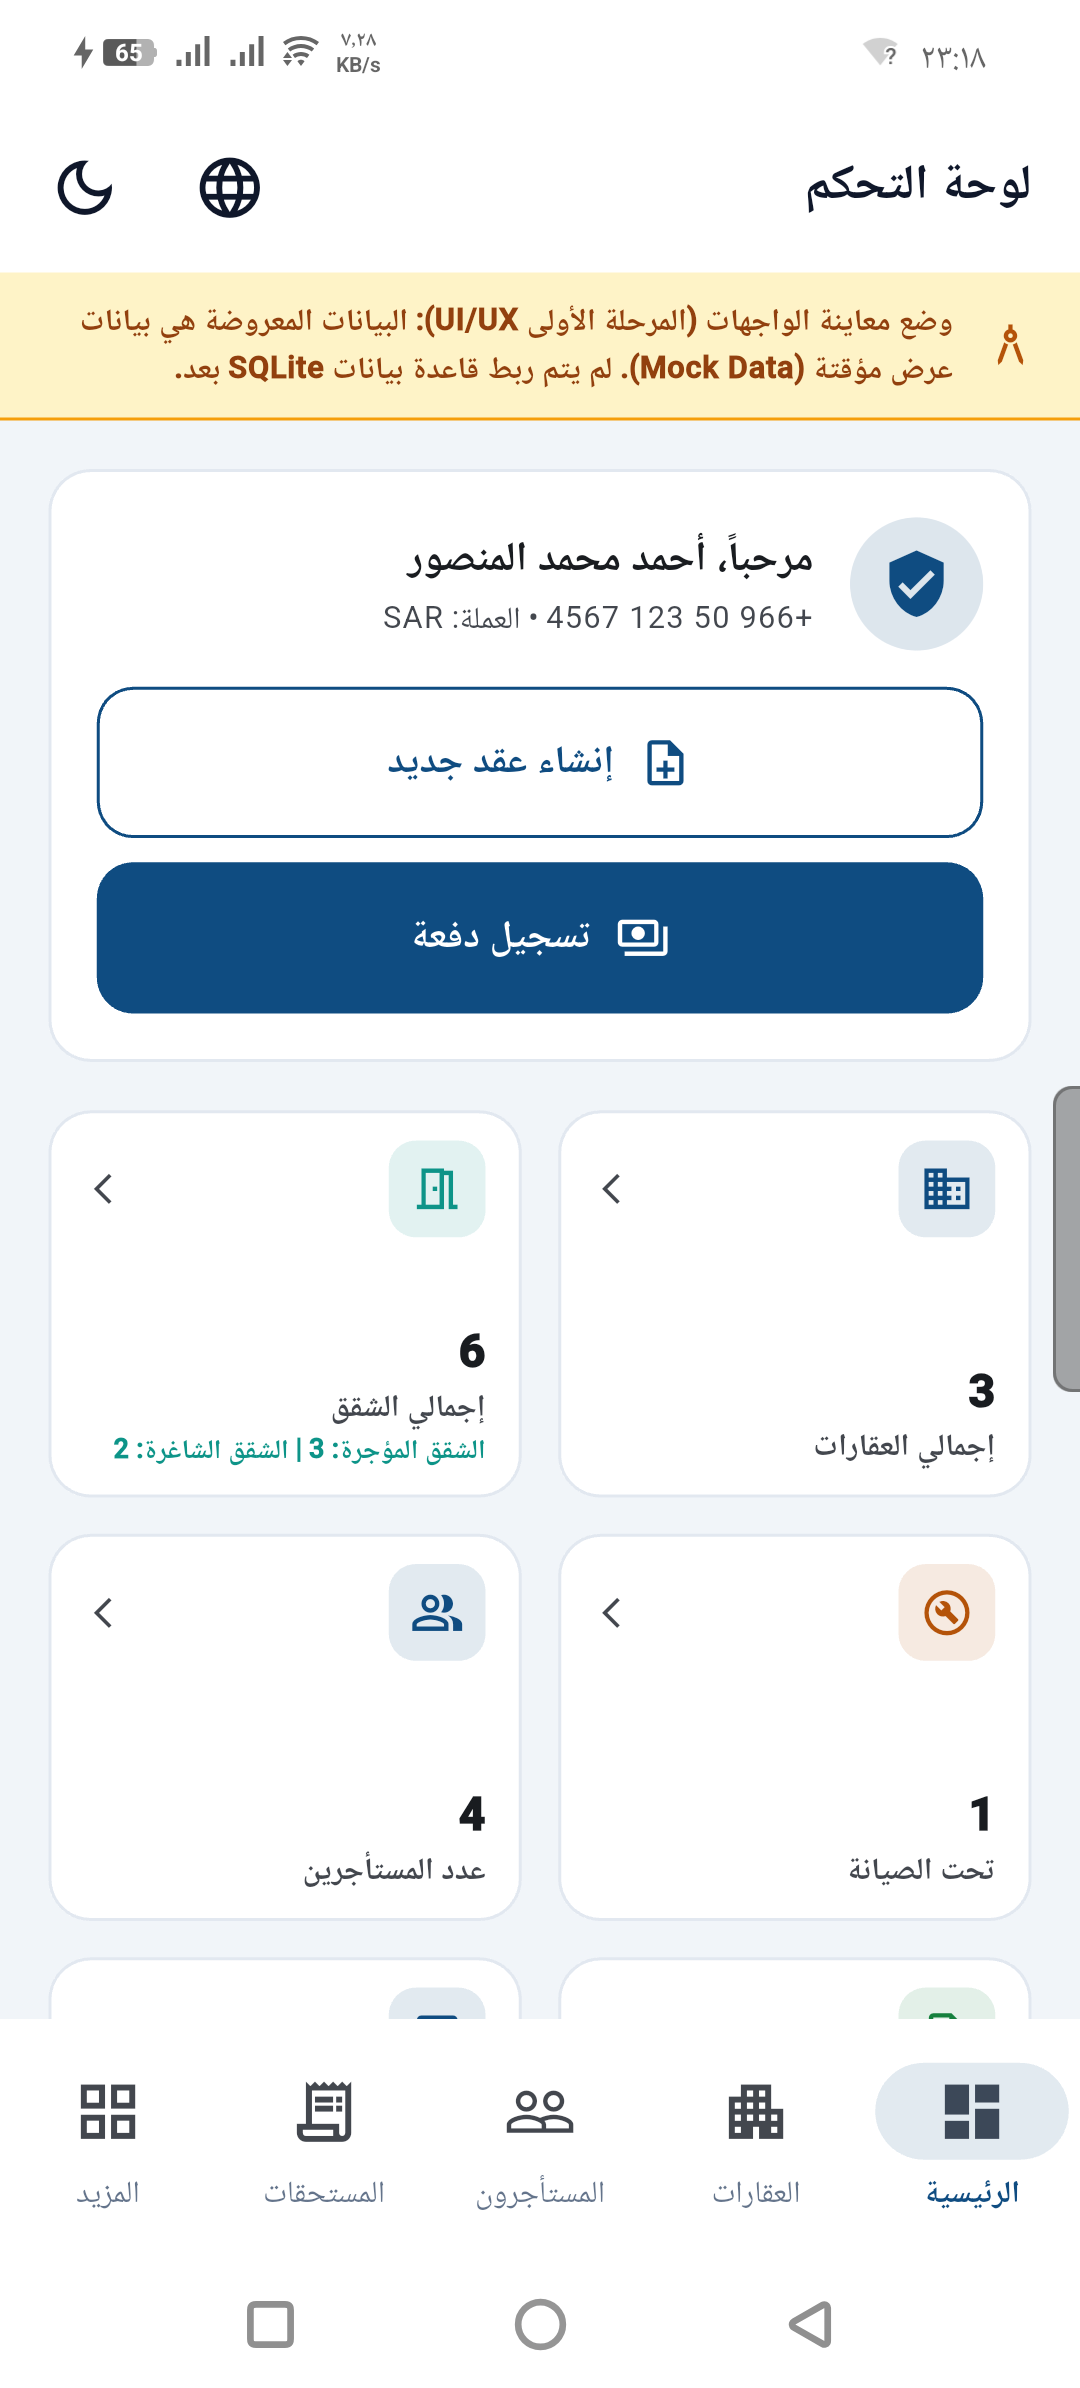 65
٧,٢٨
KB/s
٢٣:١٨
لوحة التحكم
وضع معاينة الواجهات (المرحلة الأولى UI/UX): البيانات المعروضة هي بيانات
عرض مؤقتة (Mock Data). لم يتم ربط قاعدة بيانات SQLite بعد.
مرحباً، أحمد محمد المنصور
+966 50 123 4567 • العملة: SAR
إنشاء عقد جديد
تسجيل دفعة
3
إجمالي العقارات
6
إجمالي الشقق
الشقق المؤجرة: 3 | الشقق الشاغرة: 2
1
تحت الصيانة
4
عدد المستأجرين
الرئيسية
العقارات
المستأجرون
المستحقات
المزيد